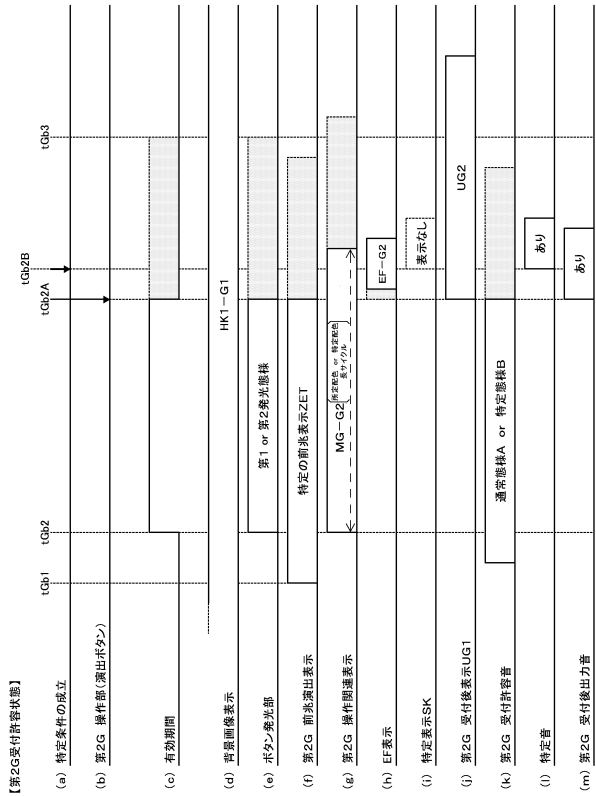 【第2G受付許容状態】
tGb1
tGb2
tGb2A
tGb2B
tGb3
(a) 特定条件の成立
(b) 第2G 操作部(演出ボタン)
(c) 有効期間
(d) 背景画像表示
HK1－G1
(e) ボタン発光部
第1 or 第2発光態様
(f) 第2G 前兆演出表示
特定の前兆表示ZET
(g) 第2G 操作関連表示
MG－G2
所定配色 or 特定配色
長サイクル
(h) EF表示
EF－G2
(i) 特定表示SK
表示なし
(j) 第2G 受付後表示UG1
UG2
(k) 第2G 受付許容音
通常態様A or 特定態様B
(l) 特定音
あり
(m) 第2G 受付後出力音
あり